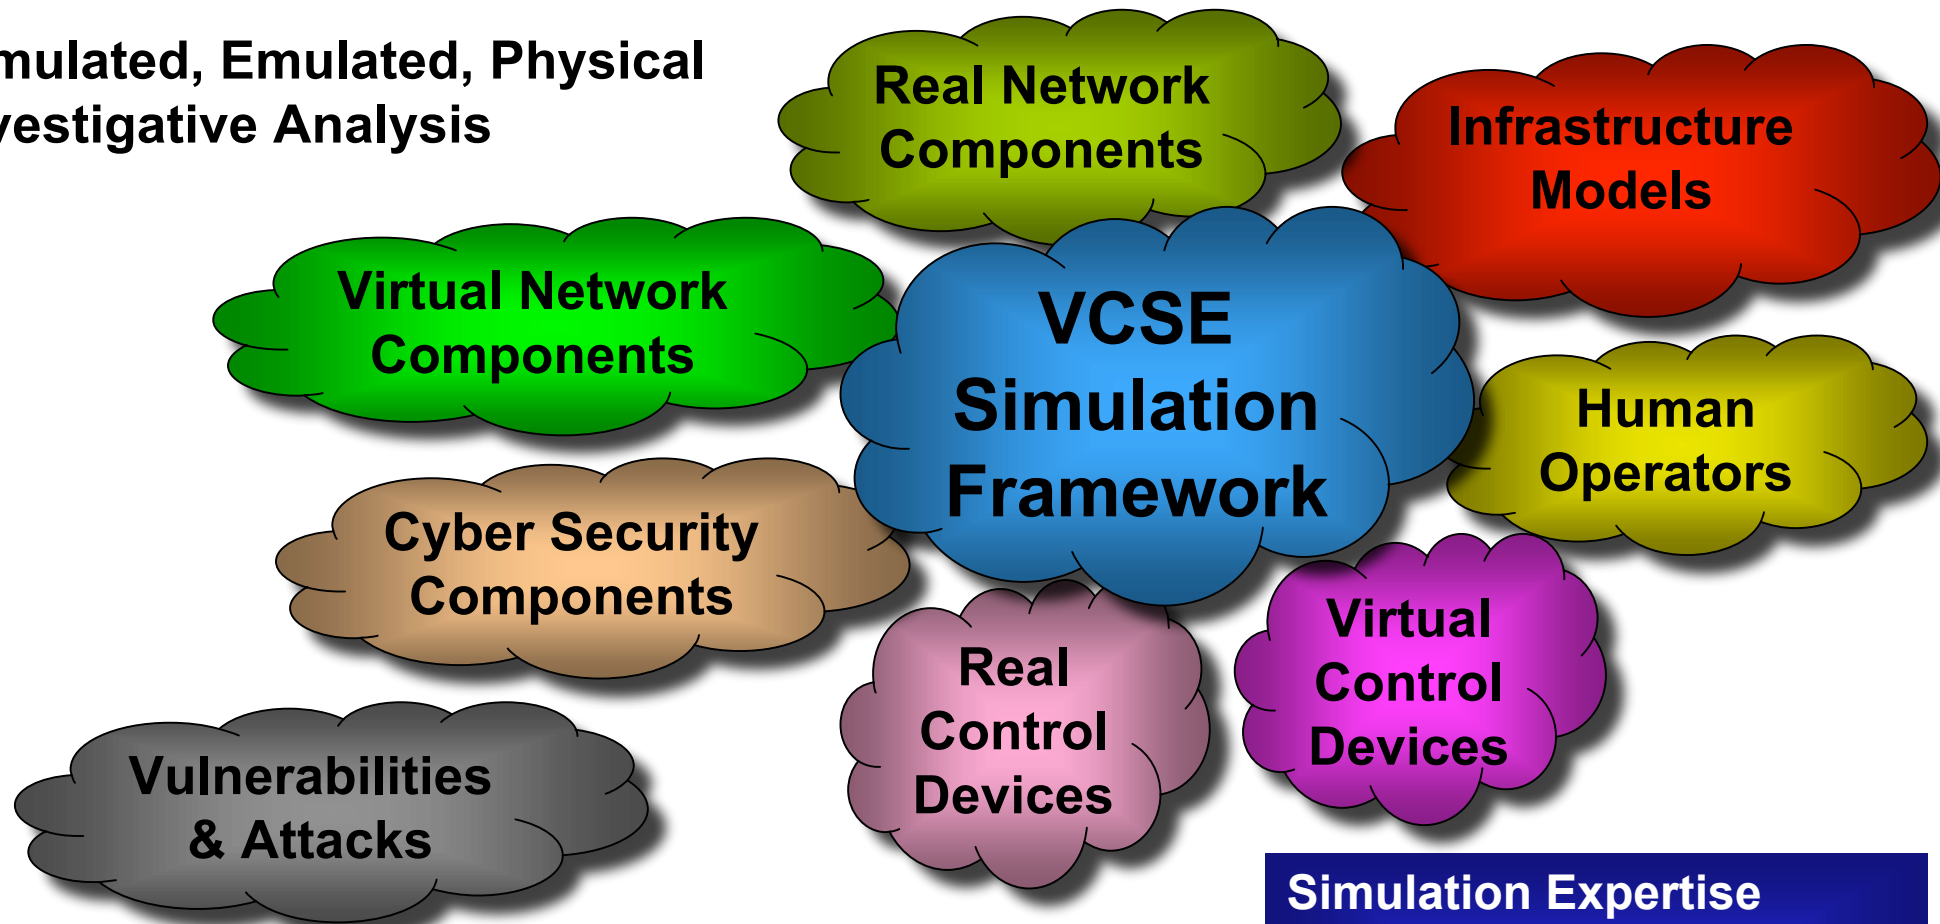 mulated, Emulated, Physical
vestigative Analysis
Real Network
Components
Infrastructure
Models
Virtual Network
Components
VCSE
Simulation
Framework
Human
Operators
Cyber Security
Components
Real
Control
Devices
Virtual
Control
Devices
Vulnerabilities
& Attacks
Simulation Expertise